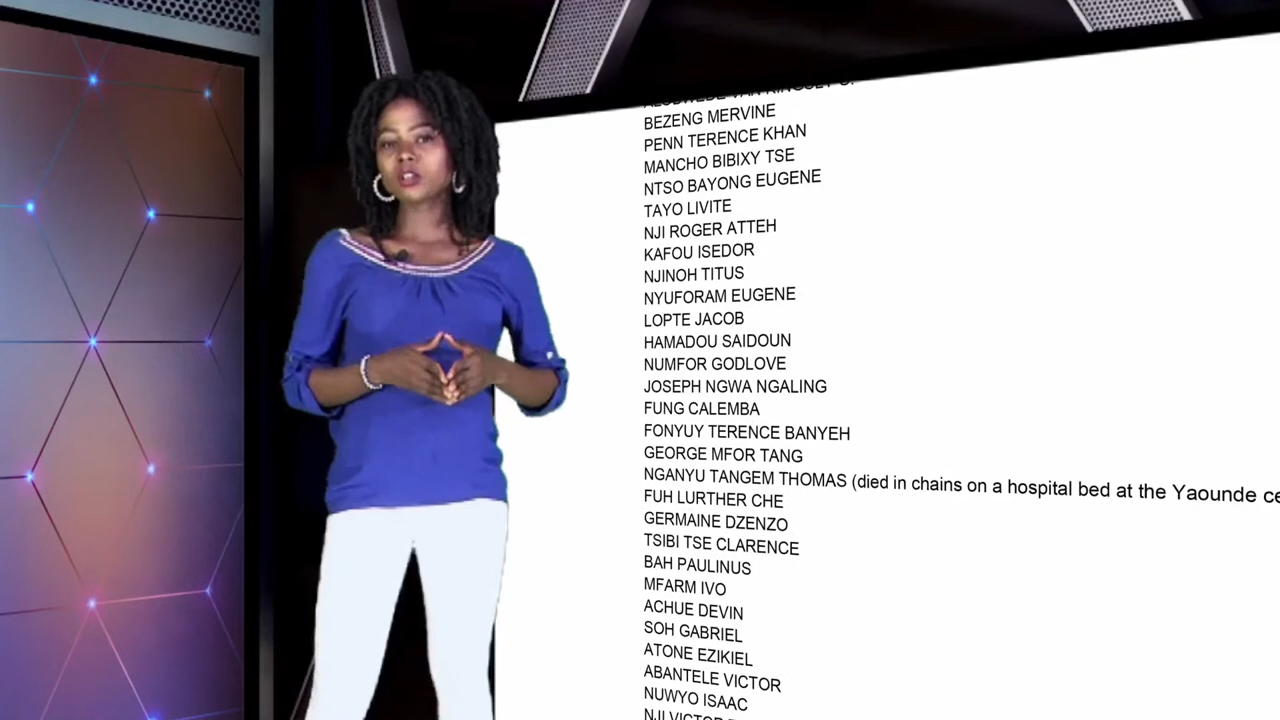 BEZENG MERVINE
PENN TERENCE KHAN
MANCHO BIBIXY TSE
NTSO BAYONG EUGENE
TAYO LIVITE
NJI ROGER ATTEH
KAFOU ISEDOR
NJINOH TITUS
NYUFORAM EUGENE
LOPTE JACOB
HAMADOU SAIDOUN
NUMFOR GODLOVE
JOSEPH NGWA NGALING
FUNG CALEMBA
FONYUY TERENCE BANYEH
GEORGE MFOR TANG
NGANYU TANGEM THOMAS (died in chains on a hospital bed at the Yaounde ce
FUH LURTHER CHE
GERMAINE DZENZO
TSIBI TSE CLARENCE
BAH PAULINUS
MFARM IVO
ACHUE DEVIN
SOH GABRIEL
ATONE EZIKIEL
ABANTELE VICTOR
NUWYO ISAAC
NJI VICTOR